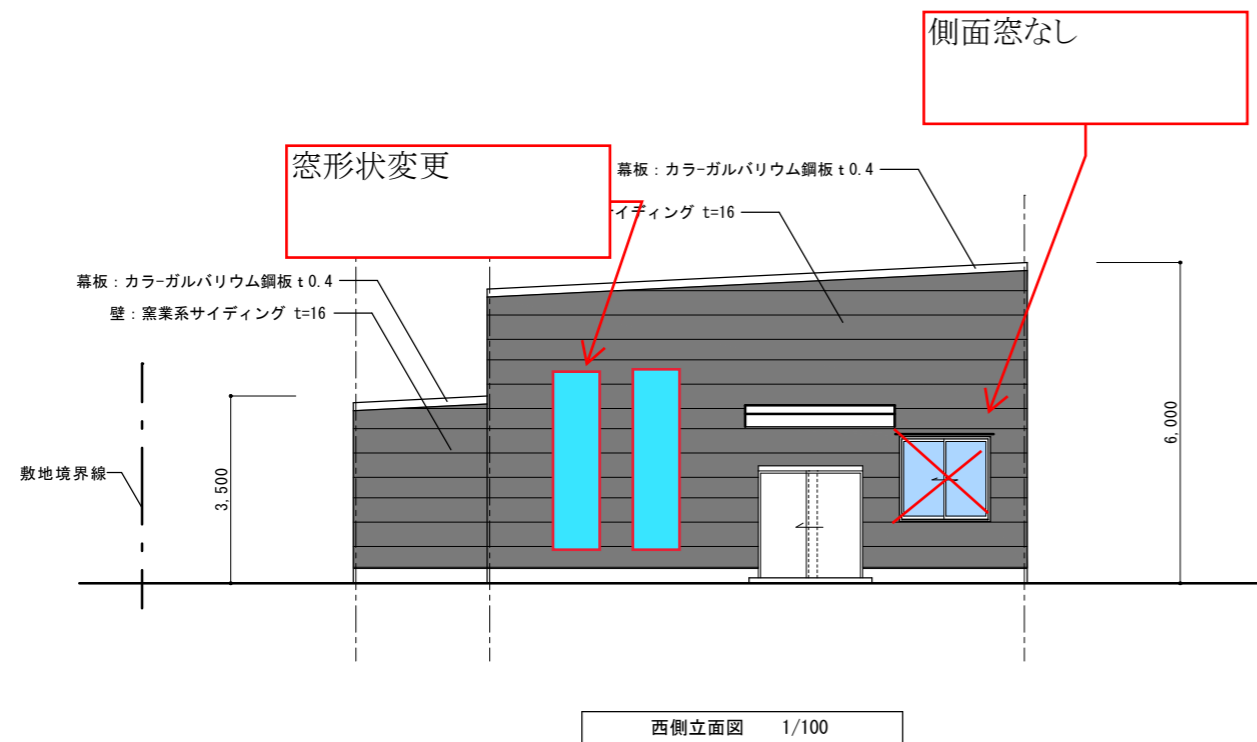 側面窓なし
窓形状変更
幕板：カラ-ガルバリウム鋼板ｔ0.4
イディング t=16
幕板：カラ-ガルバリウム鋼板ｔ0.4
壁：窯業系サイディング t=16
敷地境界線
3,500
6,000
西側立面図 1/100